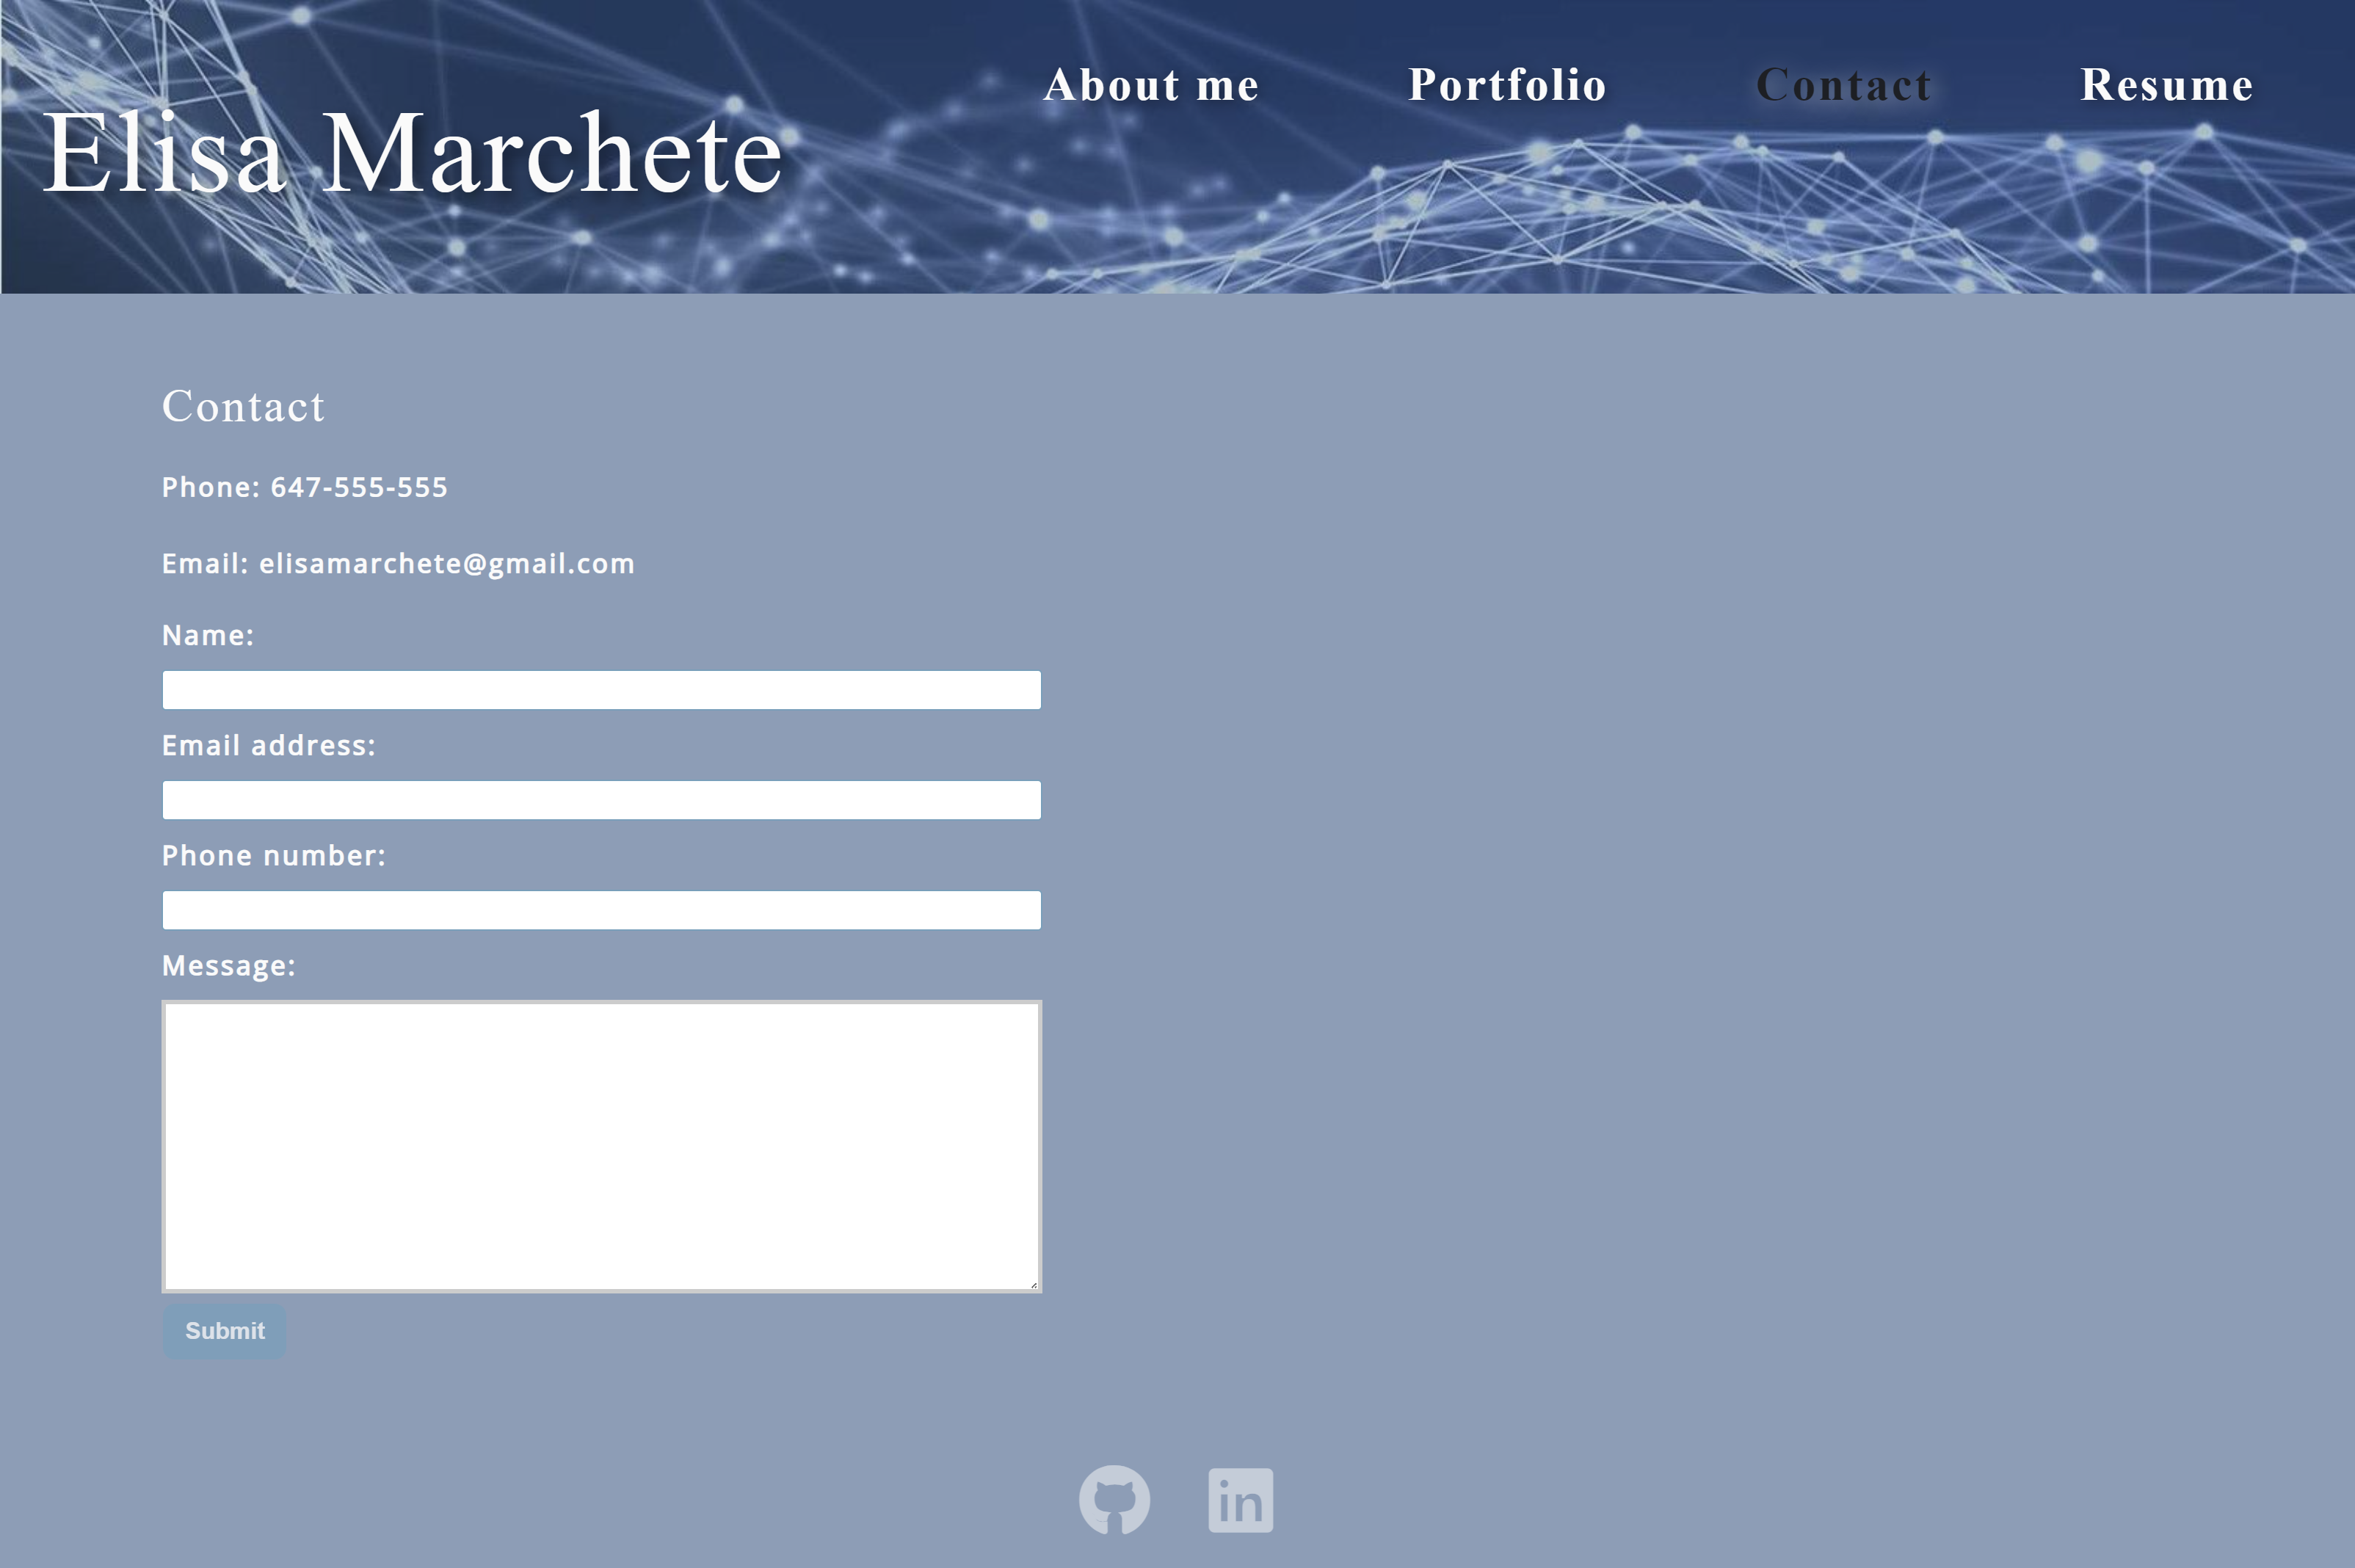 About me Portfolio Contact Resume
Elisa Marchete
Contact
Phone: 647-555-555
Email: elisamarchete@gmail.com
Name:
Email address:
Phone number:
Message:
Submit
in